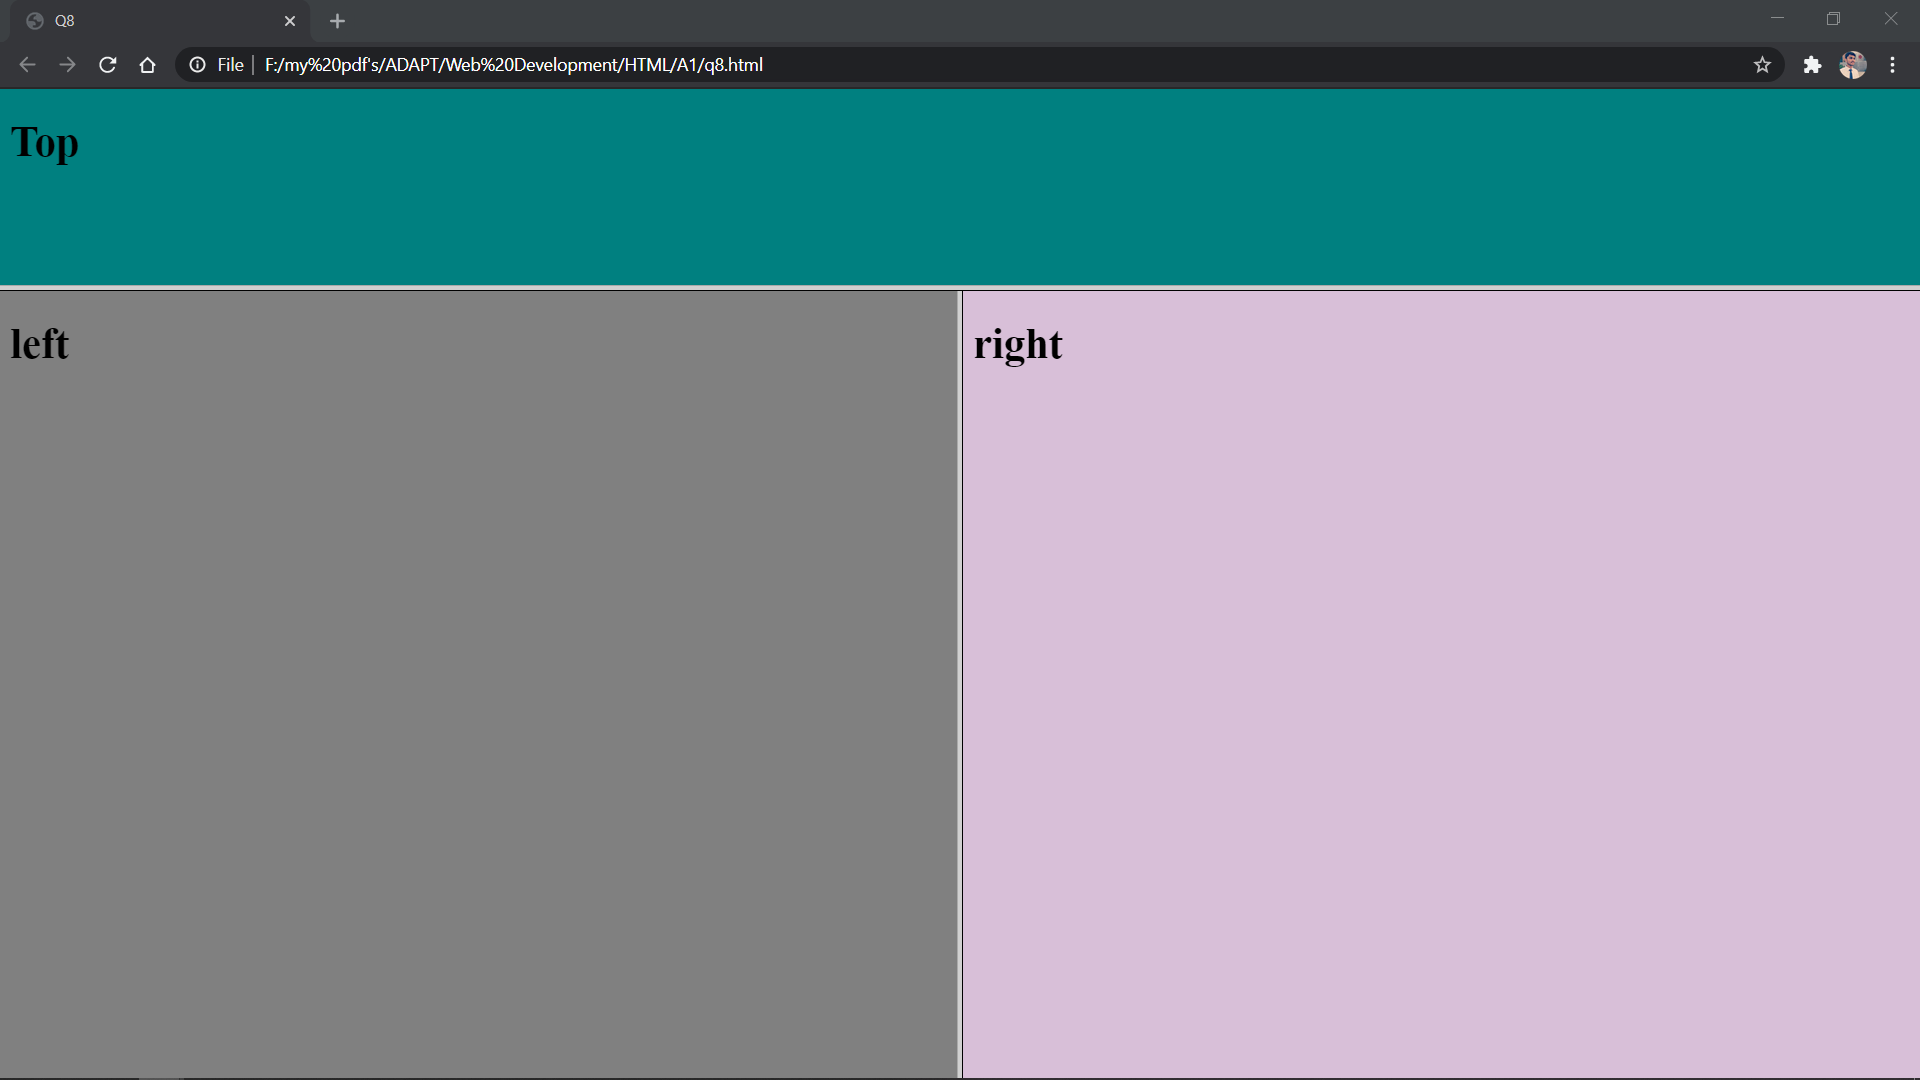 Q8
File
F:/my%20pdf's/ADAPT/Web%20Development/HTML/A1/q8.html
Top
left
right